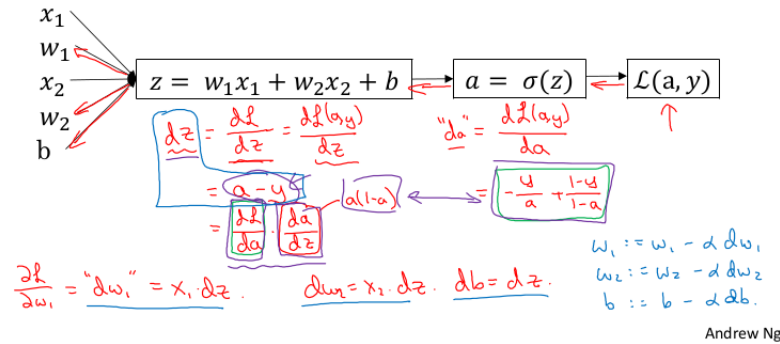 x₁
w₁
x₂
w₂
b
z = w₁x₁ + w₂x₂ + b
a = σ(z)
ℒ(a, y)
dz = dℒ/dz = dℒ(a,y)/dz
= a - y
= dℒ/da · da/dz
a(1-a)
"da" = dℒ(a,y)/da
= -y/a + (1-y)/(1-a)
∂ℒ/∂w₁ = "dw₁" = x₁·dz. dw₂ = x₂·dz. db = dz.
w₁ := w₁ - α dw₁
w₂ := w₂ - α dw₂
b := b - α db.
Andrew Ng